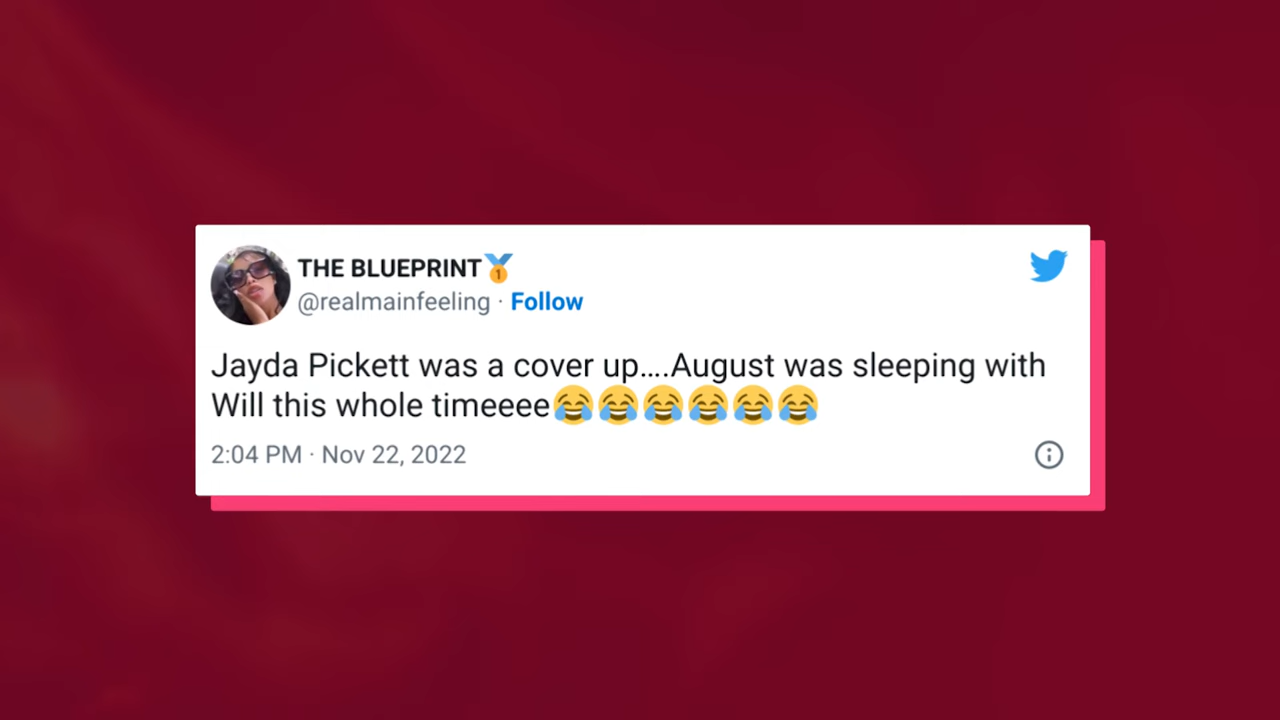 THE BLUEPRINT🥇
@realmainfeeling · Follow
Jayda Pickett was a cover up....August was sleeping with
Will this whole timeeee😂😂😂😂😂😂
2:04 PM · Nov 22, 2022